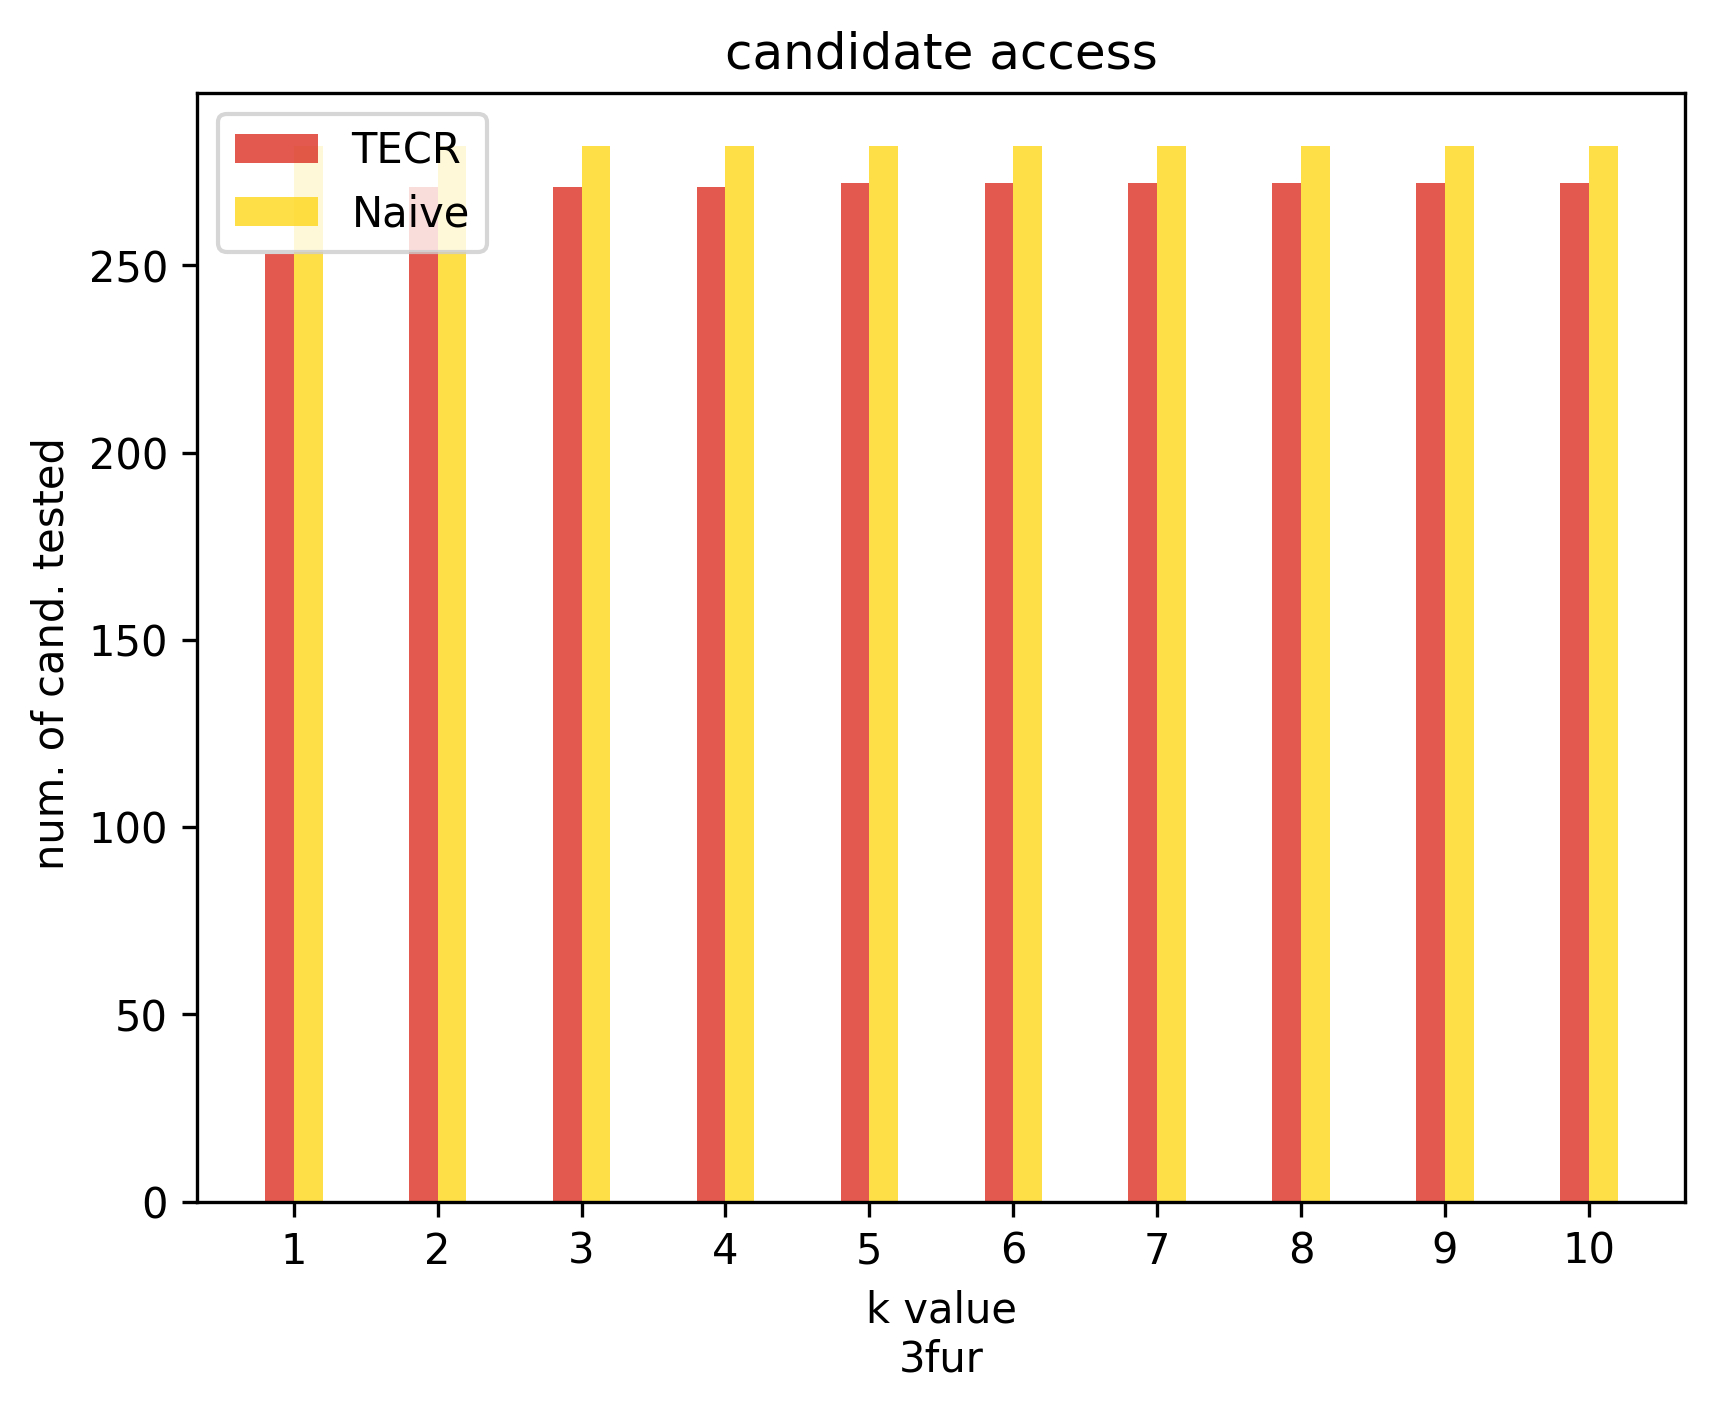 candidate access
TECR
Naive
250
200
150
100
50
0
num. of cand. tested
1 2 3 4 5 6 7 8 9 10
k value
3fur